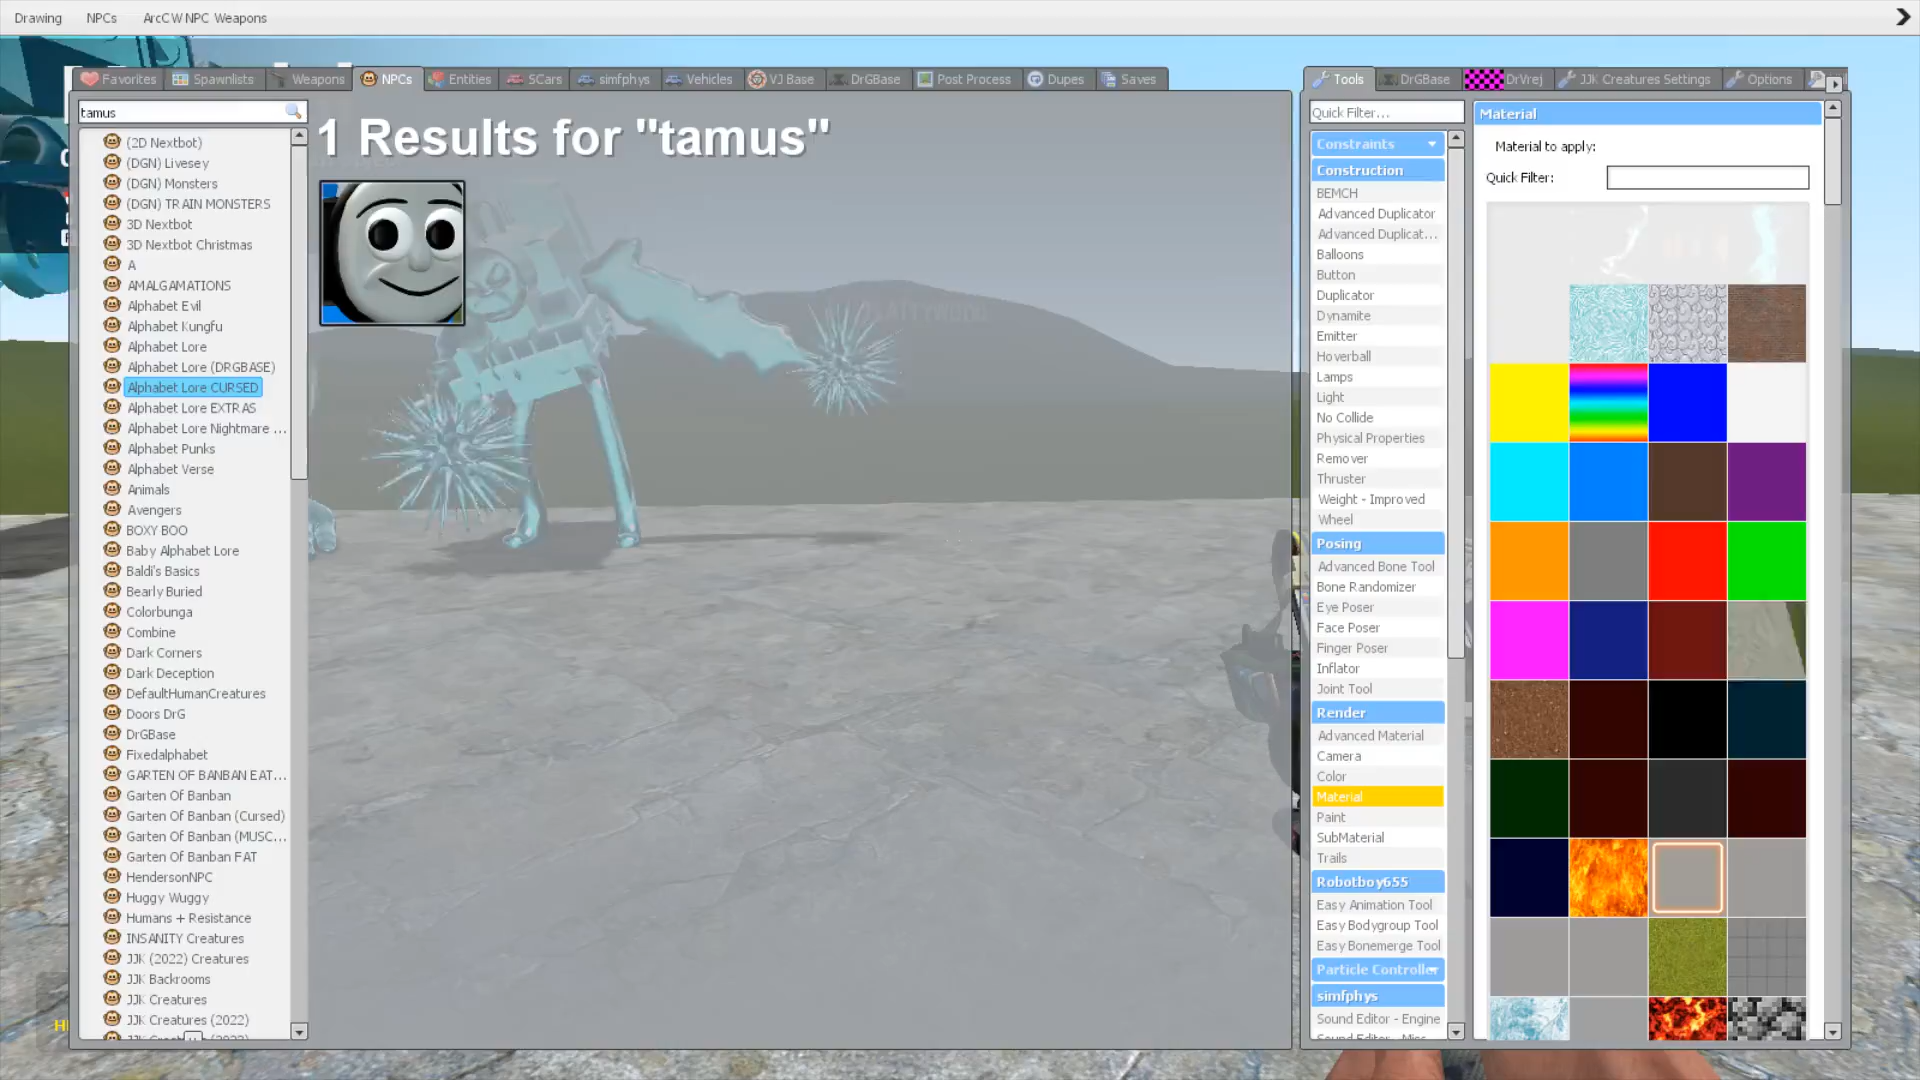 Drawing NPCs ArcCW NPC Weapons
Favorites Spawnlists Weapons NPCs Entities SCars simfphys Vehicles VJ Base DrGBase Post Process Dupes Saves
tamus
1 Results for "tamus"
(2D Nextbot)
(DGN) Livesey
(DGN) Monsters
(DGN) TRAIN MONSTERS
3D Nextbot
3D Nextbot Christmas
A
AMALGAMATIONS
Alphabet Evil
Alphabet Kungfu
Alphabet Lore
Alphabet Lore (DRGBASE)
Alphabet Lore CURSED
Alphabet Lore EXTRAS
Alphabet Lore Nightmare ...
Alphabet Punks
Alphabet Verse
Animals
Avengers
BOXY BOO
Baby Alphabet Lore
Baldi's Basics
Bearly Buried
Colorbunga
Combine
Dark Corners
Dark Deception
DefaultHumanCreatures
Doors DrG
DrGBase
Fixedalphabet
GARTEN OF BANBAN EAT...
Garten Of Banban
Garten Of Banban (Cursed)
Garten Of Banban (MUSC...
Garten Of Banban FAT
HendersonNPC
Huggy Wuggy
Humans + Resistance
INSANITY Creatures
JJK (2022) Creatures
JJK Backrooms
JJK Creatures
JJK Creatures (2022)
Tools DrGBase DrVrej JJK Creatures Settings Options
Quick Filter...
Constraints
Construction
BEMCH
Advanced Duplicator
Advanced Duplicat...
Balloons
Button
Duplicator
Dynamite
Emitter
Hoverball
Lamps
Light
No Collide
Physical Properties
Remover
Thruster
Weight - Improved
Wheel
Posing
Advanced Bone Tool
Bone Randomizer
Eye Poser
Face Poser
Finger Poser
Inflator
Joint Tool
Render
Advanced Material
Camera
Color
Material
Paint
SubMaterial
Trails
Robotboy655
Easy Animation Tool
Easy Bodygroup Tool
Easy Bonemerge Tool
Particle Controller
simfphys
Sound Editor - Engine
Material
Material to apply:
Quick Filter: